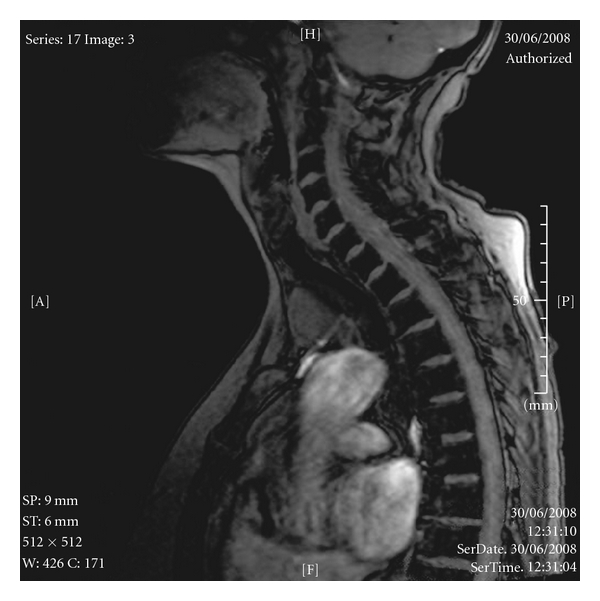 Series: 17 Image: 3
[H]
30/06/2008
Authorized
[A]
50
[P]
(mm)
SP: 9 mm
ST: 6 mm
512 × 512
W: 426 C: 171
[F]
30/06/2008
12:31:10
SerDate. 30/06/2008
SerTime. 12:31:04